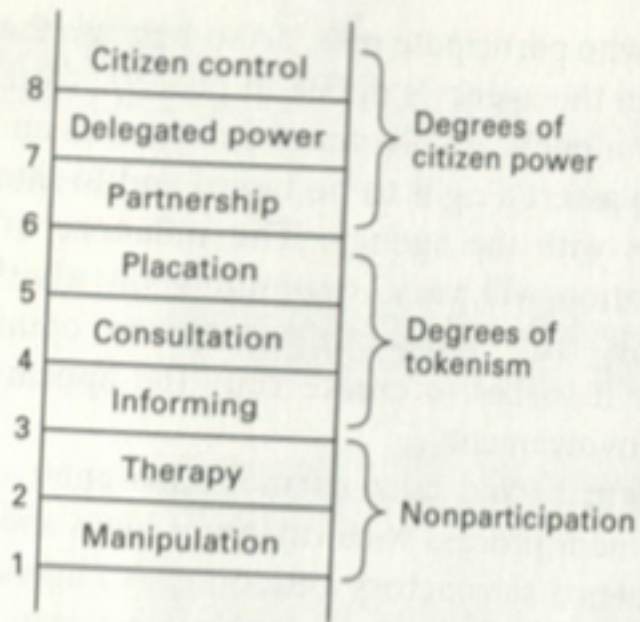 Citizen control
8
Delegated power
7
Partnership
6
Degrees of
citizen power
Placation
5
Consultation
4
Informing
3
Degrees of
tokenism
Therapy
2
Manipulation
1
Nonparticipation